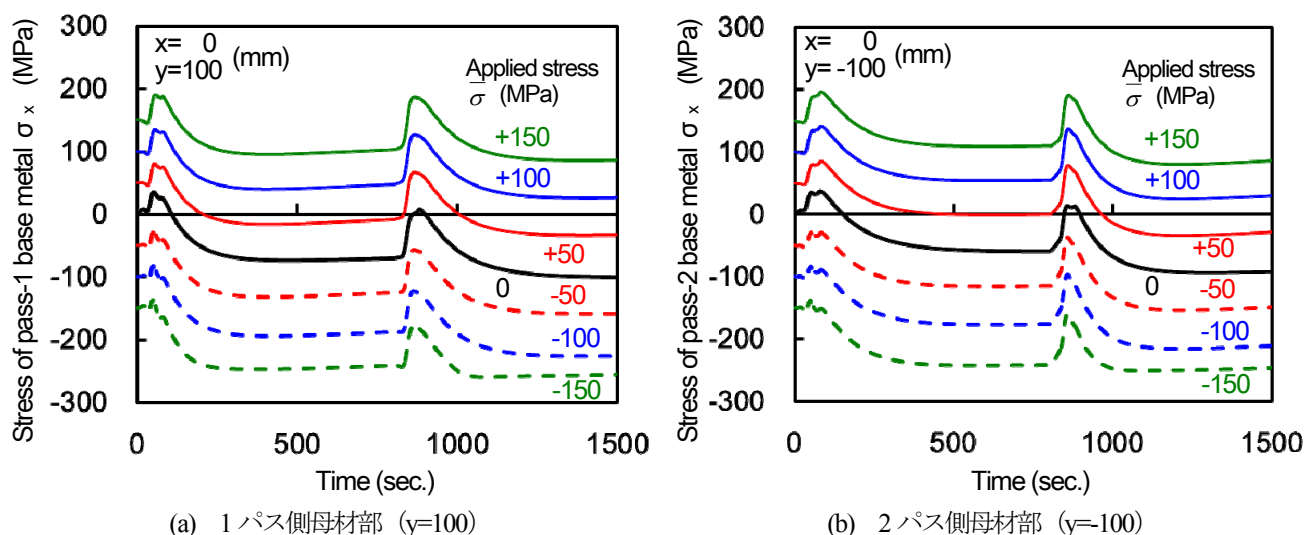 300
200
100
0
-100
-200
-300
Stress of pass-1 base metal σ x (MPa)
x= 0
y=100
(mm)
Applied stress
σ̅ (MPa)
+150
+100
+50
0
-50
-100
-150
0 500 1000 1500
Time (sec.)
(a) 1 パス側母材部（y=100）
300
200
100
0
-100
-200
-300
Stress of pass-2 base metal σ x (MPa)
x= 0
y= -100
(mm)
Applied stress
σ̅ (MPa)
+150
+100
+50
0
-50
-100
-150
0 500 1000 1500
Time (sec.)
(b) 2 パス側母材部（y=-100）